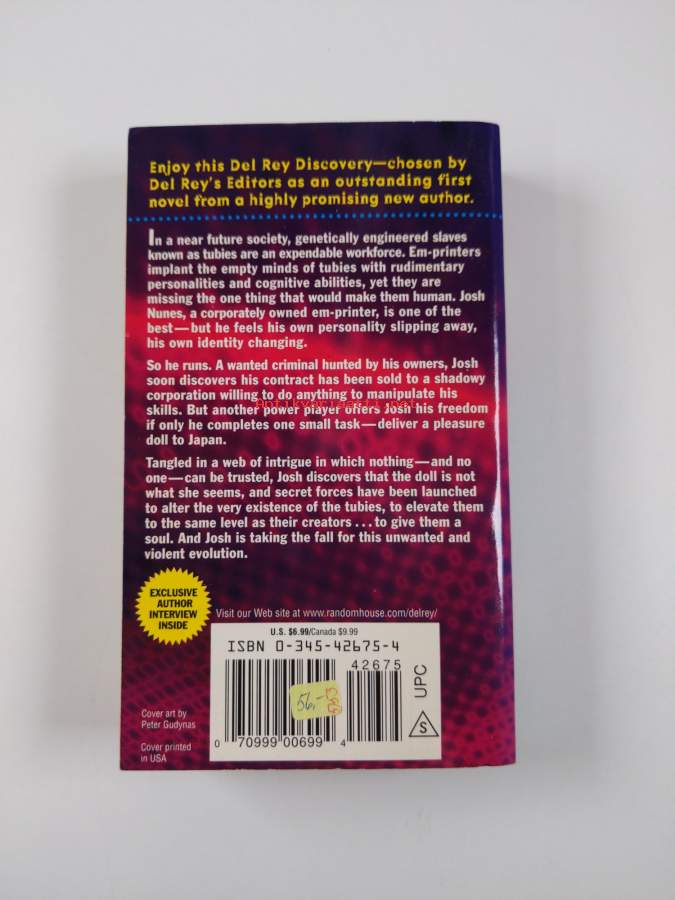 Enjoy this Del Rey Discovery—chosen by
Del Rey's Editors as an outstanding first
novel from a highly promising new author.
In a near future society, genetically engineered slaves
known as tubies are an expendable workforce. Em-printers
implant the empty minds of tubies with rudimentary
personalities and cognitive abilities, yet they are
missing the one thing that would make them human. Josh
Nunes, a corporately owned em-printer, is one of the
best—but he feels his own personality slipping away,
his own identity changing.
So he runs. A wanted criminal hunted by his owners, Josh
soon discovers his contract has been sold to a shadowy
corporation willing to do anything to manipulate his
skills. But another power player offers Josh his freedom
if only he completes one small task—deliver a pleasure
doll to Japan.
Tangled in a web of intrigue in which nothing—and no
one—can be trusted, Josh discovers that the doll is not
what she seems, and secret forces have been launched
to alter the very existence of the tubies, to elevate them
to the same level as their creators . . . to give them a
soul. And Josh is taking the fall for this unwanted and
violent evolution.
EXCLUSIVE
AUTHOR
INTERVIEW
INSIDE
Visit our Web site at www.randomhouse.com/delrey/
U.S. $6.99/Canada $9.99
ISBN 0-345-42675-4
42675
UPC
S
56,-
0 70999 00699 4
Cover art by
Peter Gudynas
Cover printed
in USA